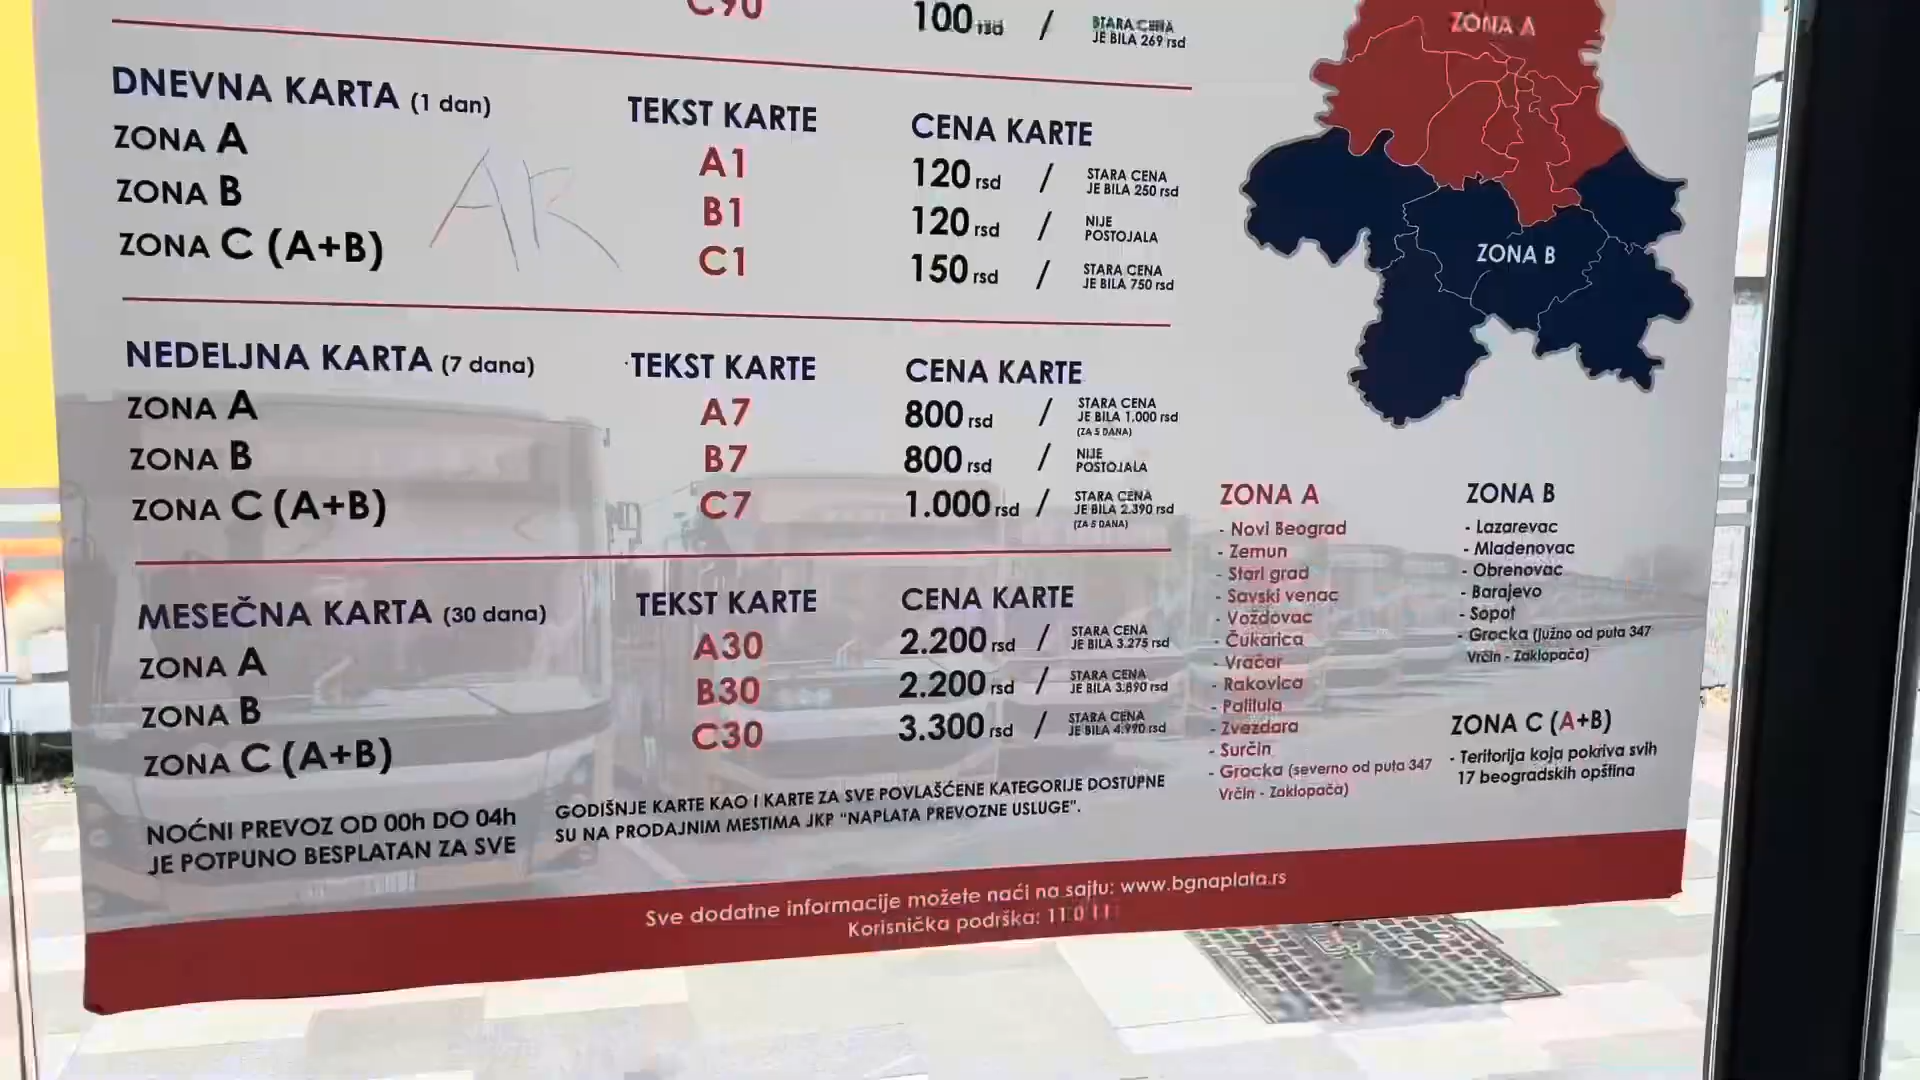 C90 100 rsd / STARA CENA
JE BILA 269 rsd
ZONA A
DNEVNA KARTA (1 dan) TEKST KARTE CENA KARTE
ZONA A A1 120 rsd / STARA CENA
JE BILA 250 rsd
ZONA B B1 120 rsd / NIJE
POSTOJALA
ZONA C (A+B) C1 150 rsd / STARA CENA
JE BILA 750 rsd
AR
ZONA B
NEDELJNA KARTA (7 dana) TEKST KARTE CENA KARTE
ZONA A A7 800 rsd / STARA CENA
JE BILA 1.000 rsd
(ZA 5 DANA)
ZONA B B7 800 rsd / NIJE
POSTOJALA
ZONA C (A+B) C7 1.000 rsd / STARA CENA
JE BILA 2.390 rsd
(ZA 5 DANA)
MESEČNA KARTA (30 dana) TEKST KARTE CENA KARTE
ZONA A A30 2.200 rsd / STARA CENA
JE BILA 3.275 rsd
ZONA B B30 2.200 rsd / STARA CENA
JE BILA 3.890 rsd
ZONA C (A+B) C30 3.300 rsd / STARA CENA
JE BILA 4.990 rsd
NOĆNI PREVOZ OD 00h DO 04h
JE POTPUNO BESPLATAN ZA SVE
GODIŠNJE KARTE KAO I KARTE ZA SVE POVLAŠĆENE KATEGORIJE DOSTUPNE
SU NA PRODAJNIM MESTIMA JKP "NAPLATA PREVOZNE USLUGE".
ZONA A
- Novi Beograd
- Zemun
- Stari grad
- Savski venac
- Voždovac
- Čukarica
- Vračar
- Rakovica
- Palilula
- Zvezdara
- Surčin
- Grocka (severno od puta 347
Vrčin - Zaklopača)
ZONA B
- Lazarevac
- Mladenovac
- Obrenovac
- Barajevo
- Sopot
- Grocka (južno od puta 347
Vrčin - Zaklopača)
ZONA C (A+B)
- Teritorija koja pokriva svih
17 beogradskih opština
Sve dodatne informacije možete naći na sajtu: www.bgnaplata.rs
Korisnička podrška: 11 0 11